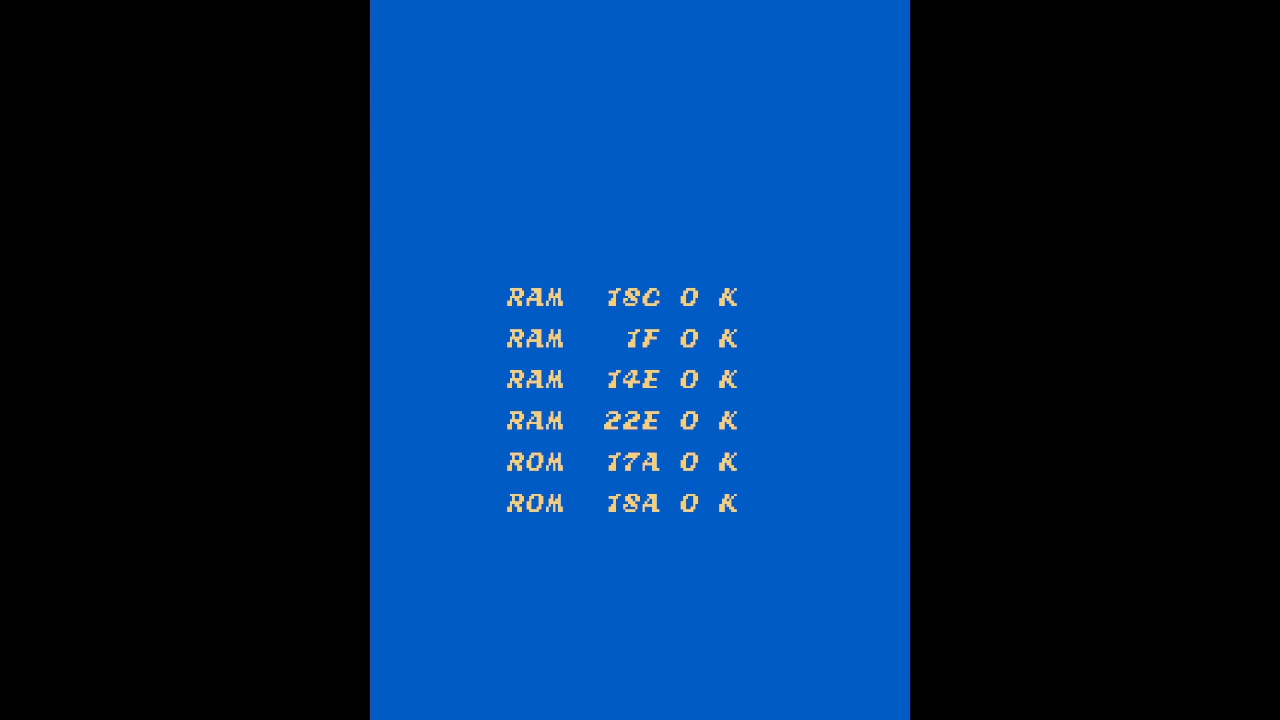 RAM 18C O K
RAM 1F O K
RAM 14E O K
RAM 22E O K
ROM 17A O K
ROM 18A O K